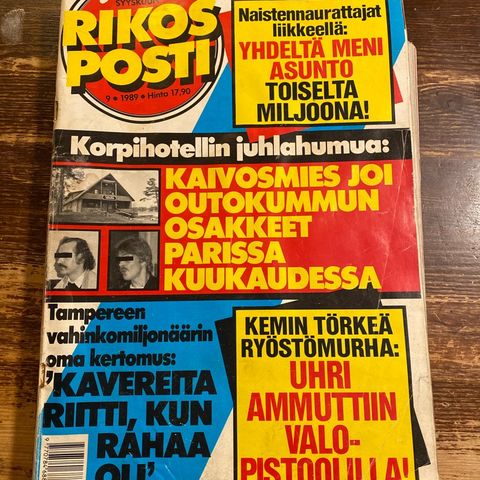 SYYSKUU
RIKOS
POSTI
9 • 1989 • Hinta 17,90
Naistennaurattajat
liikkeellä:
YHDELTÄ MENI
ASUNTO
TOISELTA
MILJOONA!
Korpihotellin juhlahumua:
KAIVOSMIES JOI
OUTOKUMMUN
OSAKKEET
PARISSA
KUUKAUDESSA
Tampereen
vahinkomiljonäärin
oma kertomus:
'KAVEREITA
RIITTI, KUN
RAHAA
OLI'
KEMIN TÖRKEÄ
RYÖSTÖMURHA:
UHRI
AMMUTTIIN
VALO-
PISTOOLILLA!